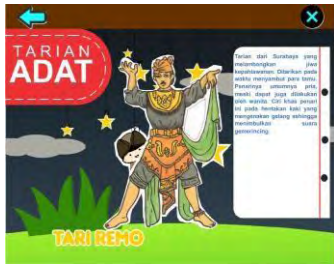 TARIAN
ADAT
Tarian dari Surabaya yang
melambangkan jiwa
kepahlawanan. Ditarikan pada
waktu menyambut para tamu.
Penarinya umumnya pria,
meski dapat juga dilakukan
oleh wanita. Ciri khas penari
ini pada hentakan kaki yang
mengenakan gelang sehingga
menimbulkan suara
gemerincing.
TARI REMO